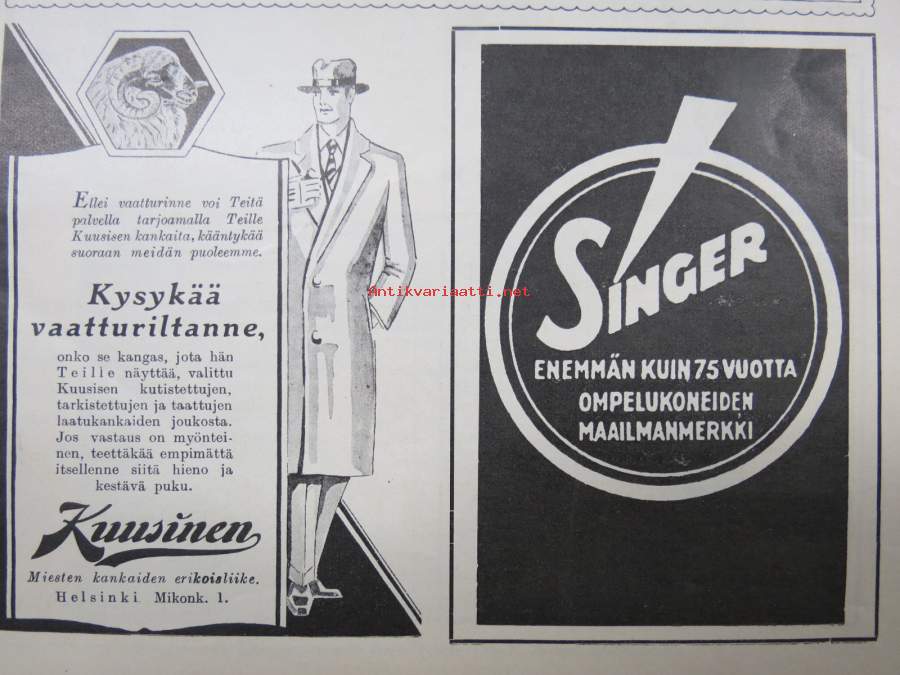 Ellei vaatturinne voi Teitä
palvella tarjoamalla Teille
Kuusisen kankaita, kääntykää
suoraan meidän puoleemme.
Kysykää
vaatturiltanne,
onko se kangas, jota hän
Teille näyttää, valittu
Kuusisen kutistettujen,
tarkistettujen ja taattujen
laatukankaiden joukosta.
Jos vastaus on myöntei-
nen, teettäkää empimättä
itsellenne siitä hieno ja
kestävä puku.
Kuusinen
Miesten kankaiden erikoisliike.
Helsinki Mikonk. 1.
Antikvariaatti.net
SINGER
ENEMMÄN KUIN 75 VUOTTA
OMPELUKONEIDEN
MAAILMANMERKKI